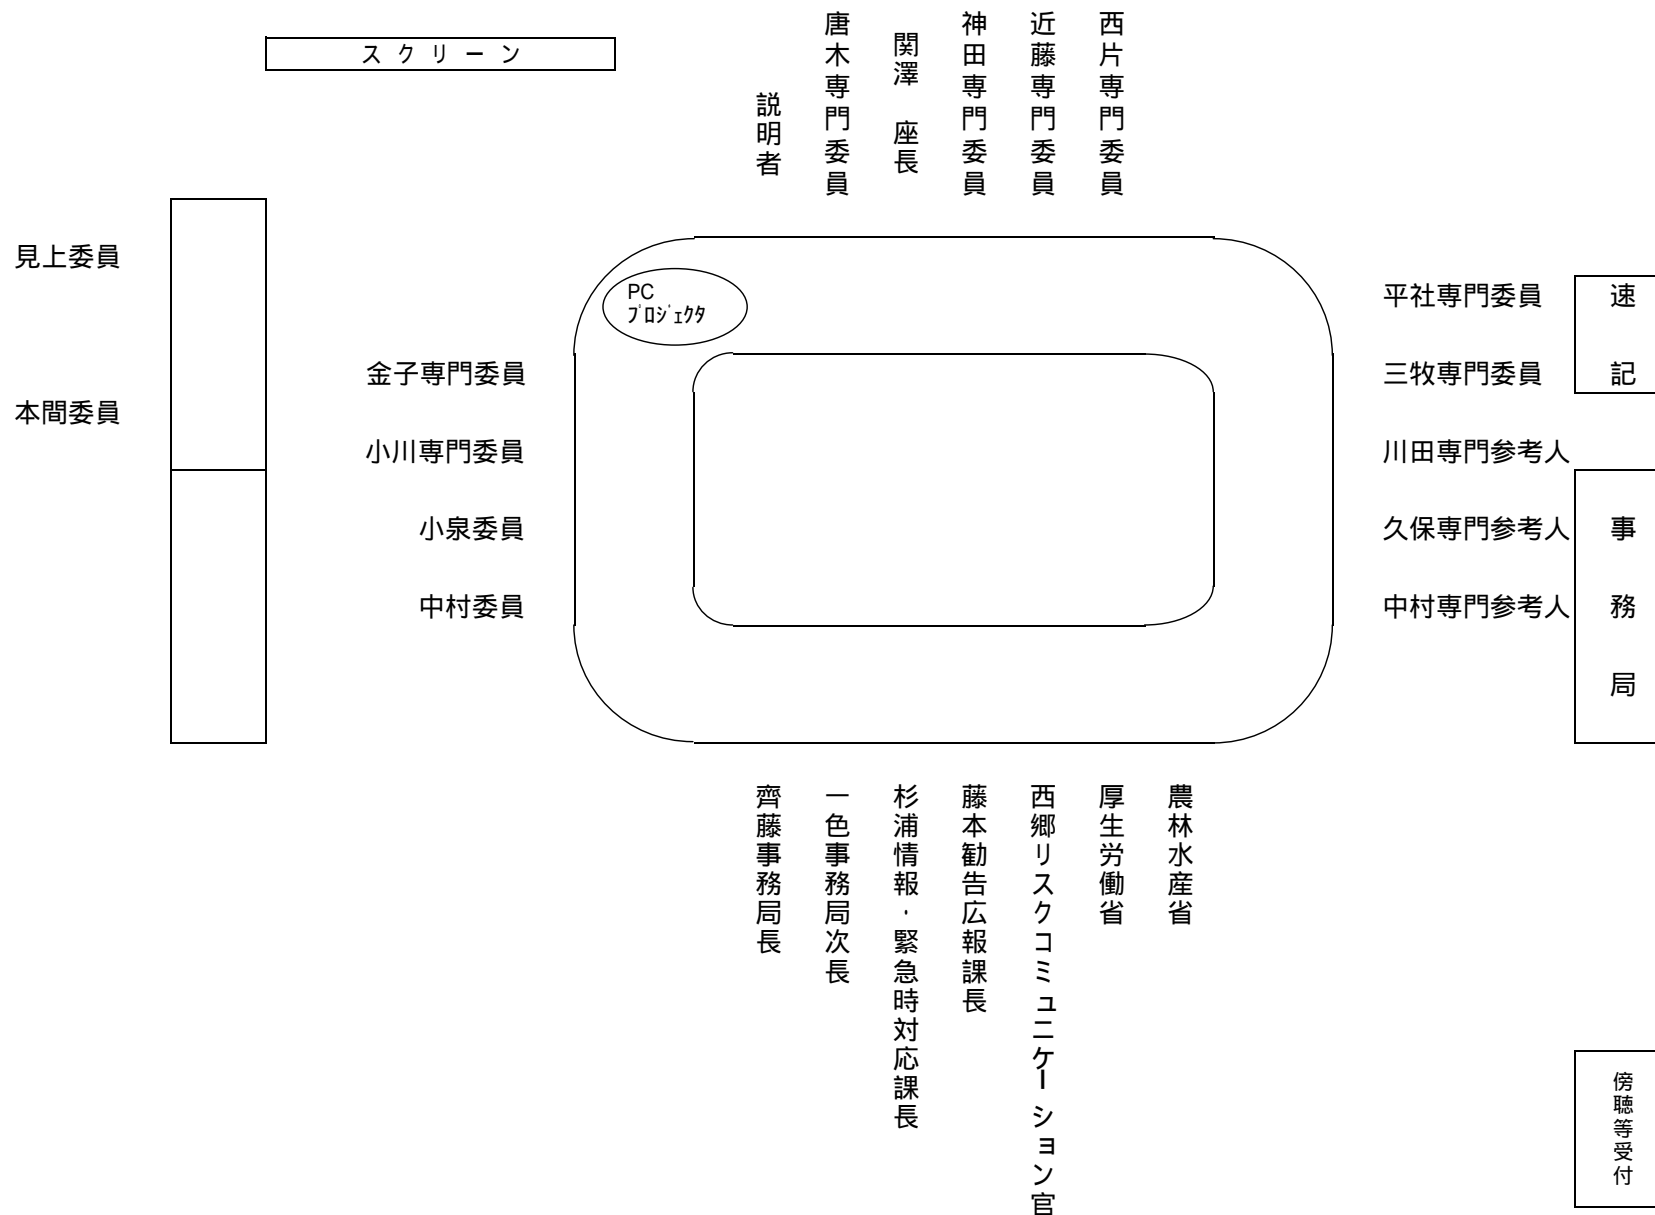 スクリーン
説明者
唐木専門委員
関澤 座長
神田専門委員
近藤専門委員
西片専門委員
見上委員
本間委員
PC
プロジェクタ
金子専門委員
小川専門委員
小泉委員
中村委員
平社専門委員
三牧専門委員
川田専門参考人
久保専門参考人
中村専門参考人
速記
事務局
齊藤事務局長
一色事務局次長
杉浦情報・緊急時対応課長
藤本勧告広報課長
西郷リスクコミュニケーション官
厚生労働省
農林水産省
傍聴等受付